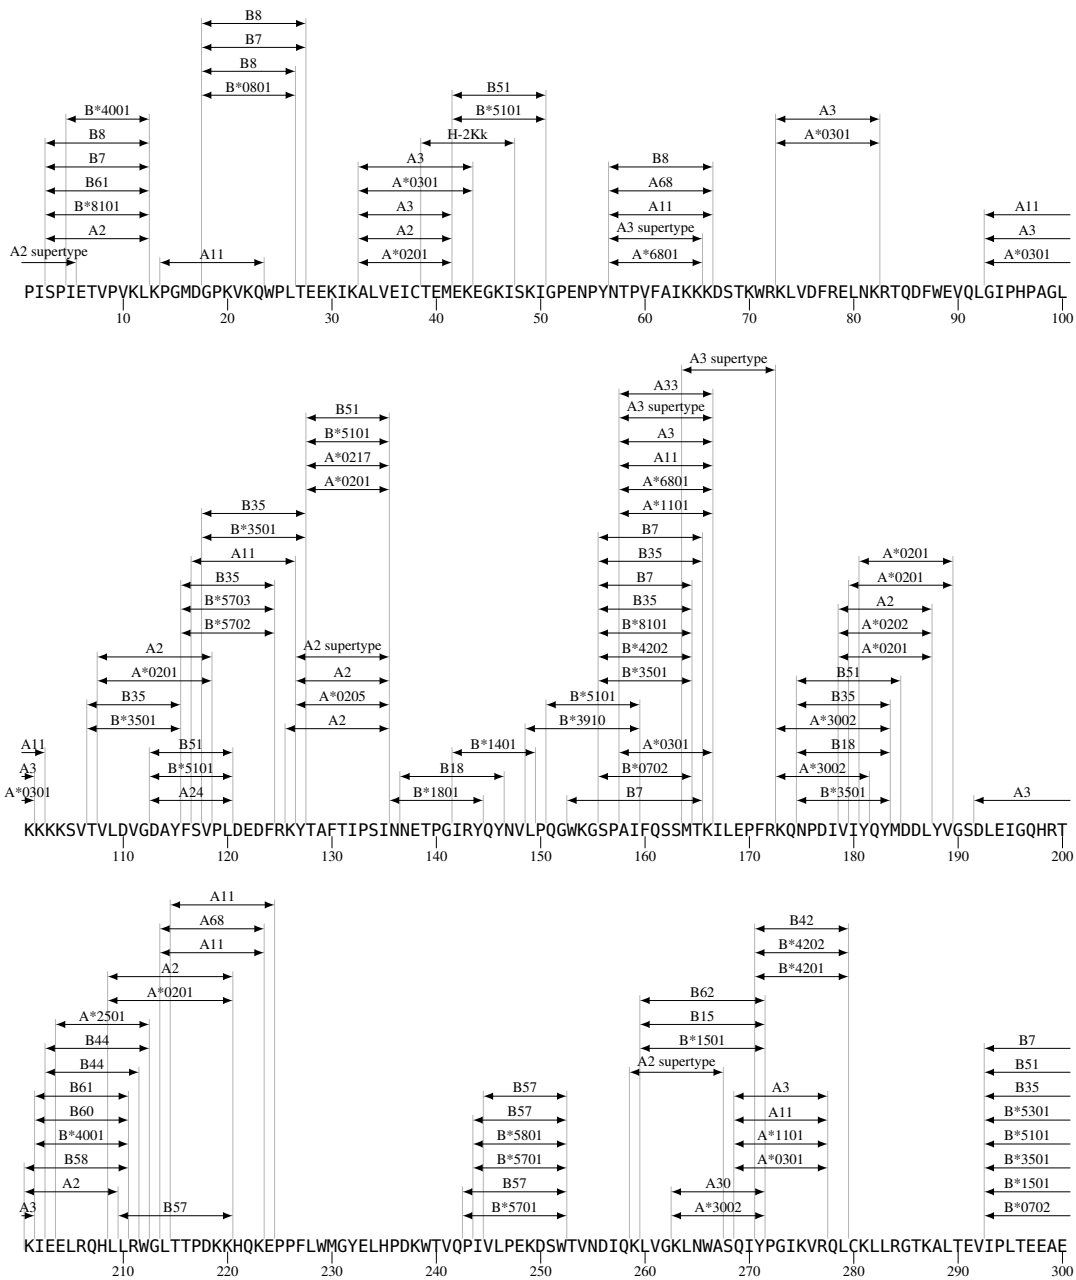 B8
B7
B8
B*0801 B51
B*4001 B*5101 A3
B8 H-2Kk A*0301
B7 A3 B8
B61 A*0301 A68
B*8101 A3 A11 A11
A2 A2 A3 supertype A3
A2 supertype A11 A*0201 A*6801 A*0301
PISPIETVPVKLKPGMDGPKVKQWPLTEEKIKALVEICTEMEKEGKISKIGPENPYNTPVFAIKKKDSTKWRKLVDFRELNKRTQDFWEVQLGIPHPAGL
10 20 30 40 50 60 70 80 90 100
A3 supertype
A33
B51 A3 supertype
B*5101 A3
A*0217 A11
A*0201 A*6801
B35 A*1101
B*3501 B7
A11 B35 A*0201
B35 B7 A*0201
B*5703 B35 A2
B*5702 B*8101 A*0202
A2 A2 supertype B*4202 A*0201
A*0201 A2 B*3501 B51
B35 A*0205 B*5101 B35
B*3501 A2 B*3910 A*3002
A11 B51 B*1401 A*0301 B18
A3 B*5101 B18 B*0702 A*3002
A*0301 A24 B*1801 B7 B*3501 A3
KKKKSVTVLDVGDAYFSVPLDEDFRKYTAFTIPSINNETPGIRYQYNVLPQGWKGSPAIFQSSMTKILEPFRKQNPDIVIYQYMDDLYVGSDLEIGQHRT
110 120 130 140 150 160 170 180 190 200
A11
A68 B42
A11 B*4202
A2 B*4201
A*0201 B62
A*2501 B15
B44 B*1501 B7
B44 A2 supertype B51
B61 B57 A3 B35
B60 B57 A11 B*5301
B*4001 B*5801 A*1101 B*5101
B58 B*5701 A*0301 B*3501
A2 B57 A30 B*1501
A3 B57 B*5701 A*3002 B*0702
KIEELRQHLLRWGLTTPDKKHQKEPPFLWMGYELHPDKWTVQPIVLPEKDSWTVNDIQKLVGKLNWASQIYPGIKVRQLCKLLRGTKALTEVIPLTEEAE
210 220 230 240 250 260 270 280 290 300